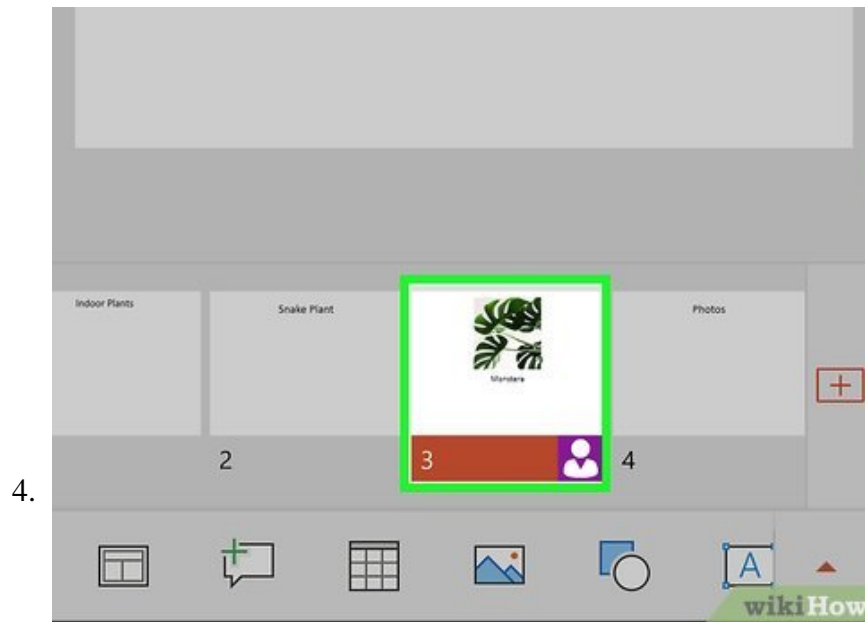 Indoor Plants
Snake Plant
Monstera
Photos
2
3
4
4.
A
wikiHow